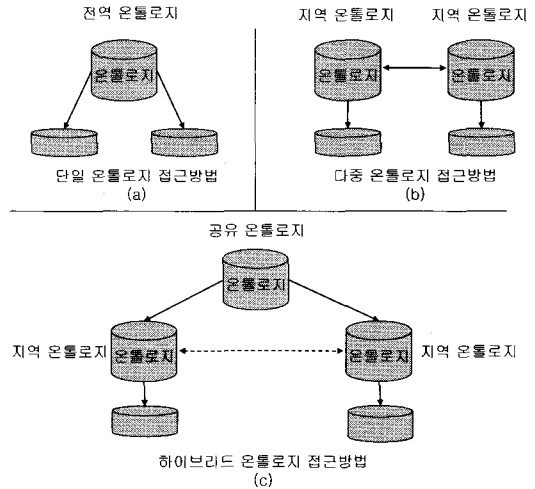 전역 온톨로지
온톨로지
단일 온톨로지 접근방법
(a)
지역 온톨로지 지역 온톨로지
온톨로지 온톨로지
다중 온톨로지 접근방법
(b)
공유 온톨로지
온톨로지
지역 온톨로지 온톨로지 온톨로지 지역 온톨로지
하이브리드 온톨로지 접근방법
(c)